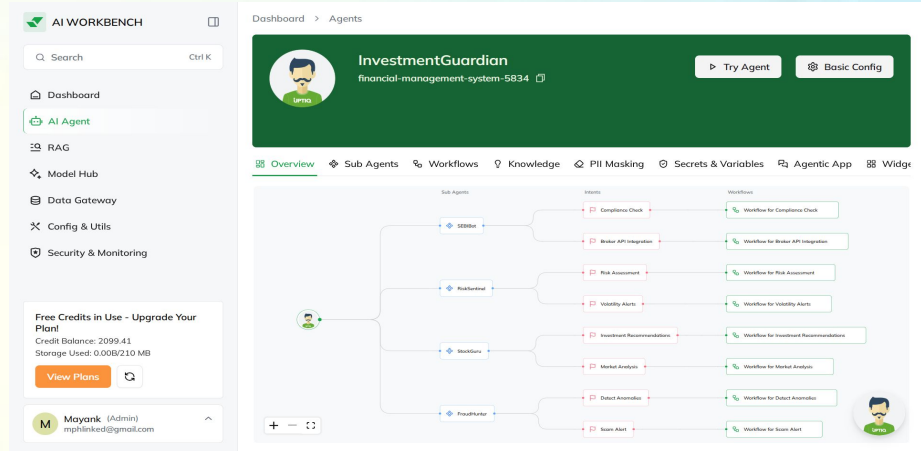 AI WORKBENCH
Search Ctrl K
Dashboard
AI Agent
RAG
Model Hub
Data Gateway
Config & Utils
Security & Monitoring
Free Credits in Use - Upgrade Your
Plan!
Credit Balance: 2099.41
Storage Used: 0.00B/210 MB
View Plans
M
Mayank (Admin)
mphlinked@gmail.com
Dashboard > Agents
UPTIQ
InvestmentGuardian
financial-management-system-5834
Try Agent
Basic Config
Overview Sub Agents Workflows Knowledge PII Masking Secrets & Variables Agentic App Widge
Sub Agents Intents Workflows
SEBIBot
Compliance Check Workflow for Compliance Check
Broker API Integration Workflow for Broker API Integration
RiskSentinel
Risk Assessment Workflow for Risk Assessment
Volatility Alerts Workflow for Volatility Alerts
StockGuru
Investment Recommendations Workflow for Investment Recommendations
Market Analysis Workflow for Market Analysis
FraudHunter
Detect Anomalies Workflow for Detect Anomalies
Scam Alert Workflow for Scam Alert
UPTIQ